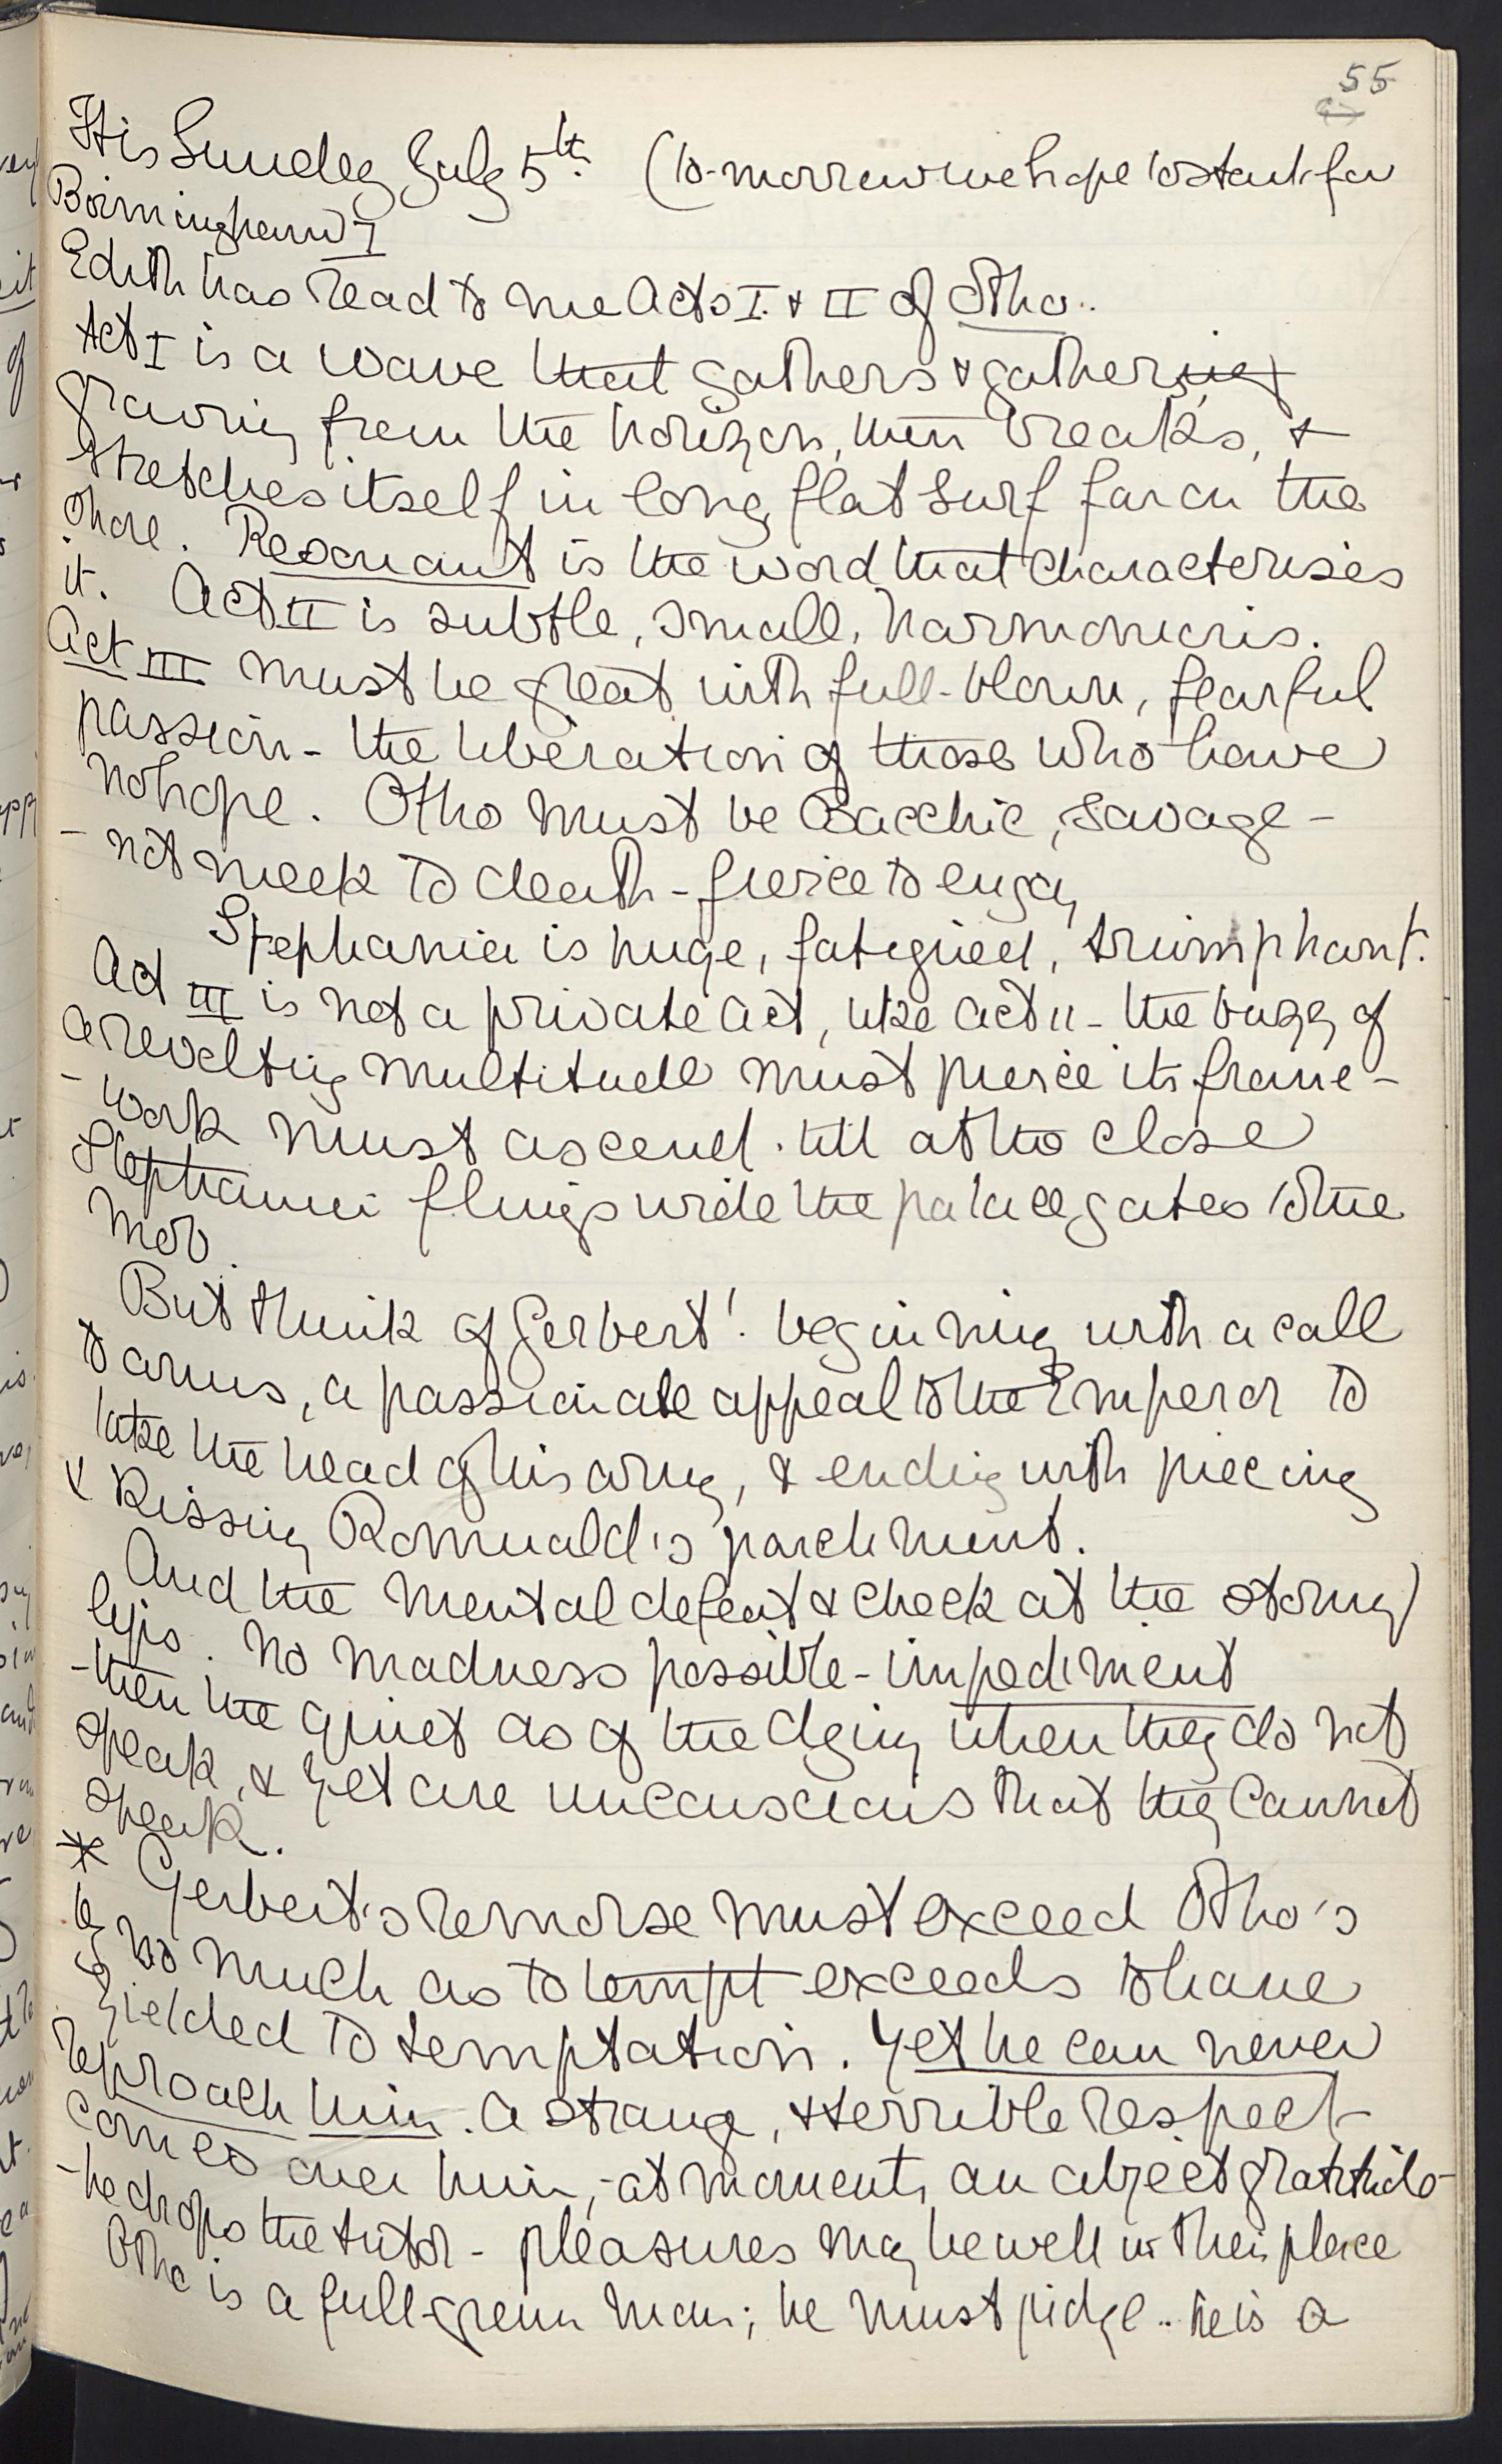 55
It is Sunday July 5th. (to-morrow we hope to start for
Birmingham)
Edith has read to me Acts I. & II of Otho..
Act I is a wave that gathers & gathering
growing from the horizon, then breaks, &
stretches itself in long, flat surf far on the
shore. Resonant is the word that characterises
it. Act II is subtle, small, harmonious.
Act III must be great with full-blown, fearful
passion - the liberation of those who have
no hope. Otho must be Bacchic, savage -
- not meek to death - fierce to enjoy
Stephania is huge, fatigued, triumphant.
Act III is not a private act, like act II - the buzz of
a revolting multitude must pierce its frame-
- work must ascend. till at the close
Stephania flings wide the palace gates to the
mob.
But think of Gerbert! beginning with a call
to arms, a passionate appeal to the Emperor to
take the head of his army, & ending with piecing
& kissing Romuald's parchment.
And the mental defeat & check at the stormy
lips. No madness possible - impediment
- then the quiet as of the dying when they do not
speak, & yet are unconscious that they cannot
speak.
* Gerbert's remorse must exceed Otho's
by so much as to tempt exceeds to have
yielded to temptation. Yet he can never
reproach him. A strange, & terrible respect
comes over him, - at moments an abject gratitude -
- he drops the tutor - pleasures may be well in their place
Otho is a full-grown man; he must judge.. he is a